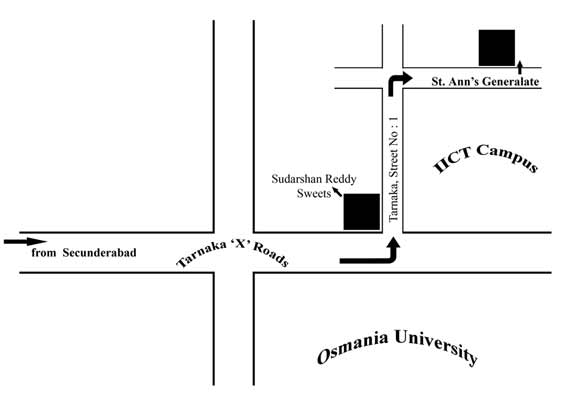 St. Ann's Generalate
IICT Campus
Tarnaka, Street No : 1
Sudarshan Reddy
Sweets
from Secunderabad
Tarnaka 'X' Roads
Osmania University